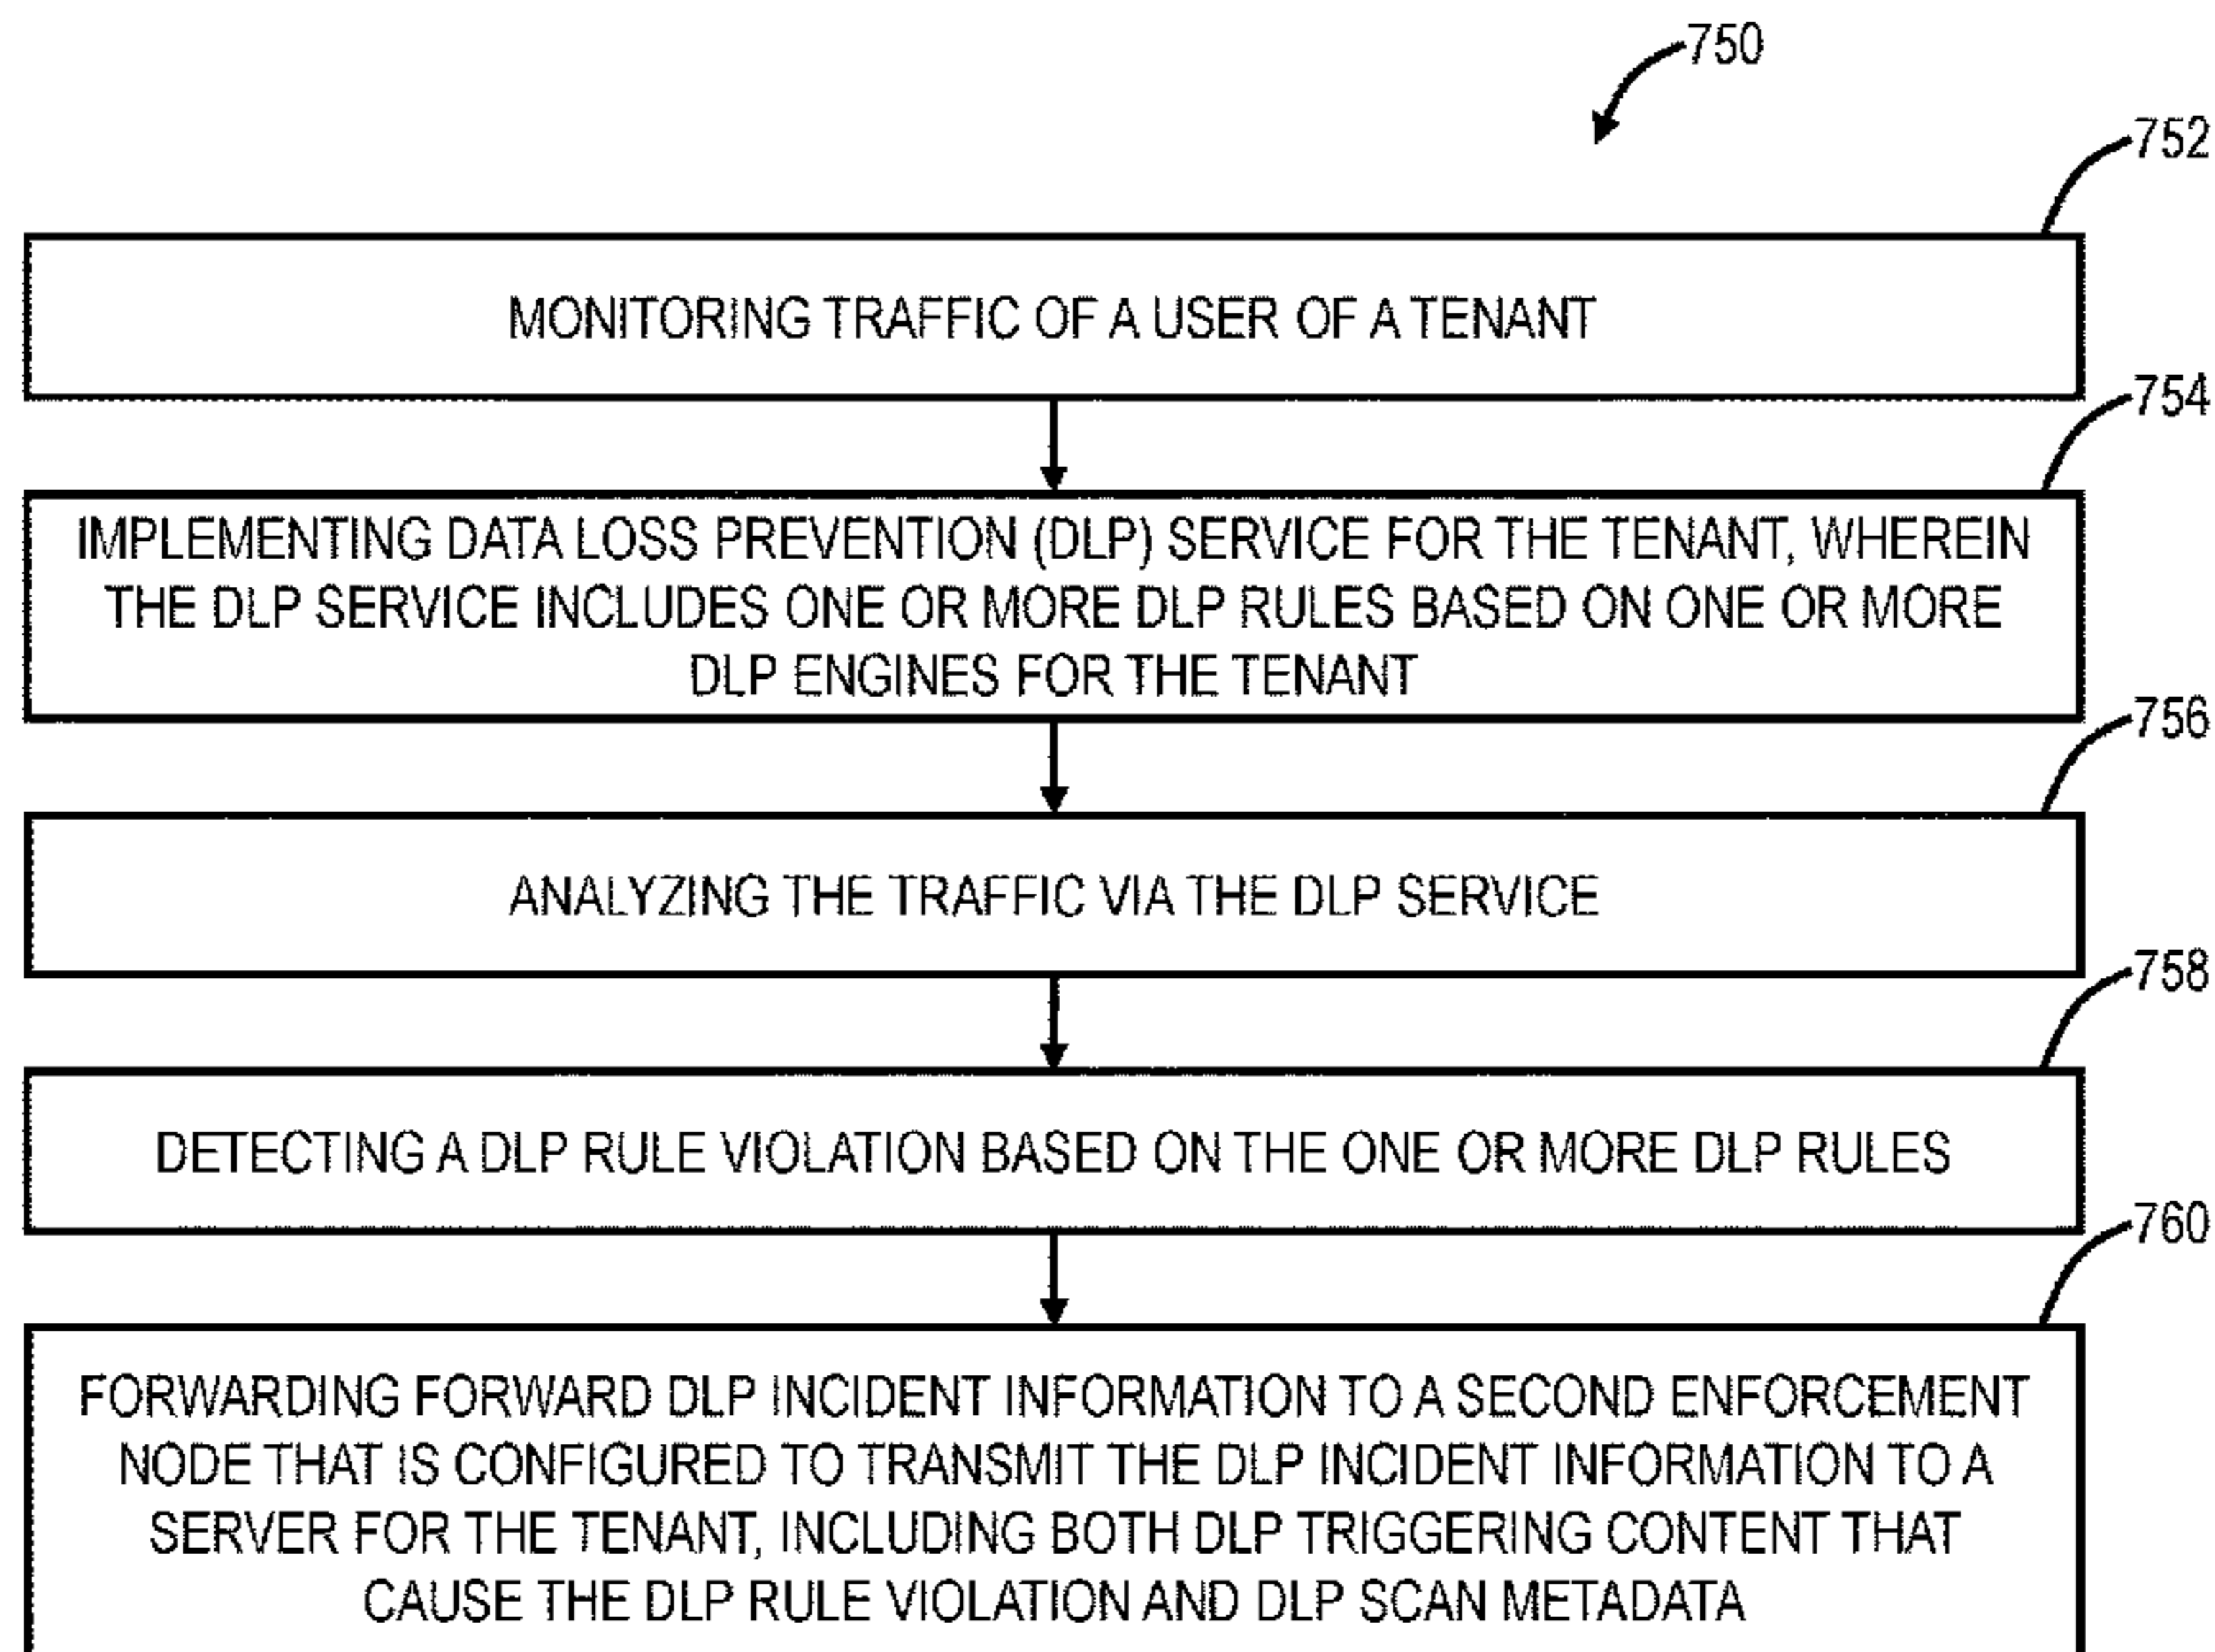 750
752
MONITORING TRAFFIC OF A USER OF A TENANT
754
IMPLEMENTING DATA LOSS PREVENTION (DLP) SERVICE FOR THE TENANT, WHEREIN
THE DLP SERVICE INCLUDES ONE OR MORE DLP RULES BASED ON ONE OR MORE
DLP ENGINES FOR THE TENANT
756
ANALYZING THE TRAFFIC VIA THE DLP SERVICE
758
DETECTING A DLP RULE VIOLATION BASED ON THE ONE OR MORE DLP RULES
760
FORWARDING FORWARD DLP INCIDENT INFORMATION TO A SECOND ENFORCEMENT
NODE THAT IS CONFIGURED TO TRANSMIT THE DLP INCIDENT INFORMATION TO A
SERVER FOR THE TENANT, INCLUDING BOTH DLP TRIGGERING CONTENT THAT
CAUSE THE DLP RULE VIOLATION AND DLP SCAN METADATA